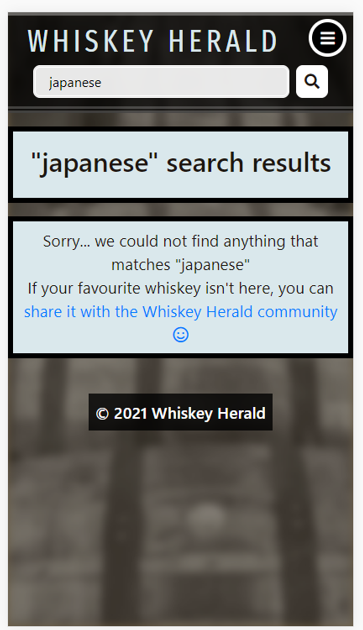 WHISKEY HERALD
japanese
"japanese" search results
Sorry... we could not find anything that
matches "japanese"
If your favourite whiskey isn't here, you can
share it with the Whiskey Herald community
© 2021 Whiskey Herald